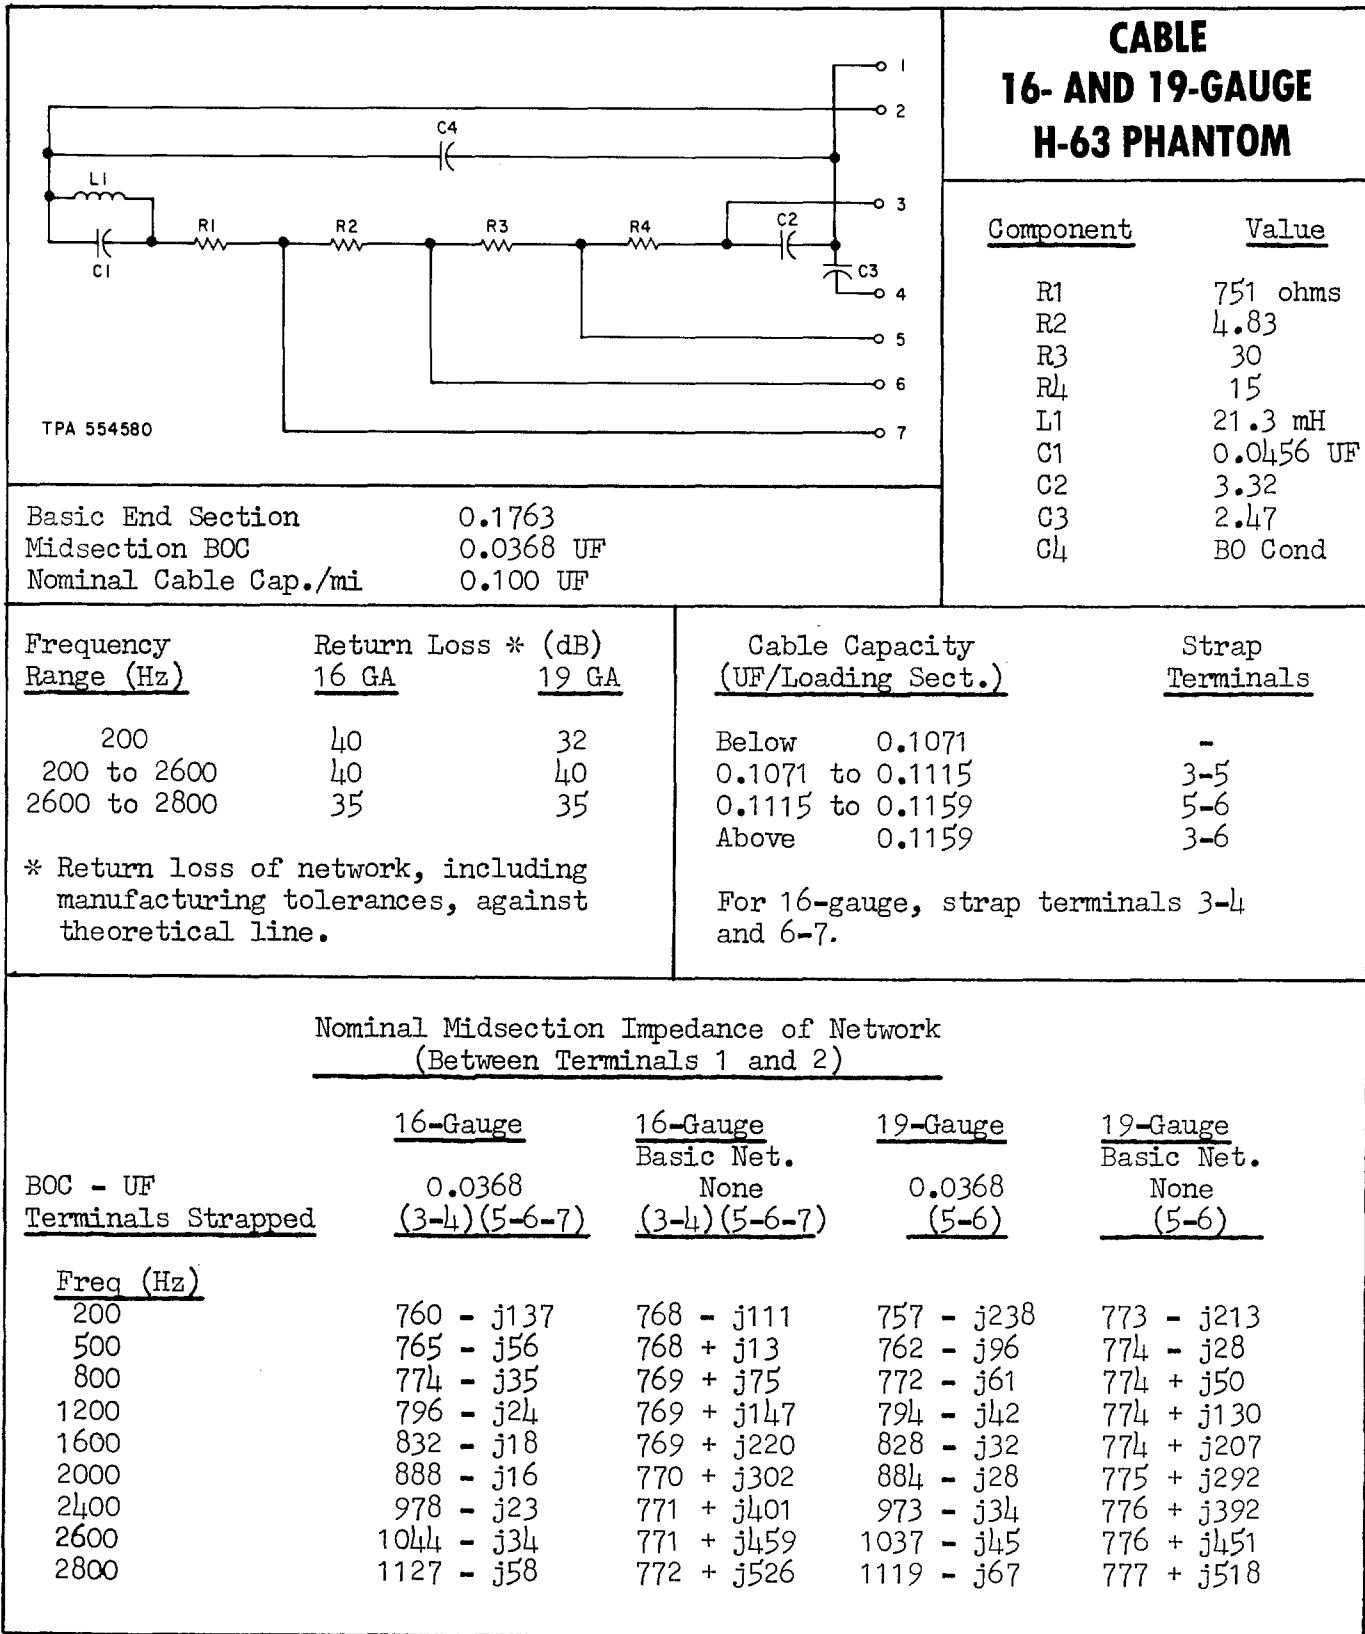 CABLE
16- AND 19-GAUGE
H-63 PHANTOM
1
2
C4
L1
3
R1
R2
R3
R4
C2
C1
C3
4
5
6
TPA 554580
7
Component Value
R1 751 ohms
R2 4.83
R3 30
R4 15
L1 21.3 mH
C1 0.0456 UF
C2 3.32
C3 2.47
C4 BO Cond
Basic End Section 0.1763
Midsection BOC 0.0368 UF
Nominal Cable Cap./mi 0.100 UF
Frequency Return Loss * (dB)
Range (Hz) 16 GA 19 GA
200 40 32
200 to 2600 40 40
2600 to 2800 35 35
* Return loss of network, including
manufacturing tolerances, against
theoretical line.
Cable Capacity Strap
(UF/Loading Sect.) Terminals
Below 0.1071 -
0.1071 to 0.1115 3-5
0.1115 to 0.1159 5-6
Above 0.1159 3-6
For 16-gauge, strap terminals 3-4
and 6-7.
Nominal Midsection Impedance of Network
(Between Terminals 1 and 2)
16-Gauge 16-Gauge 19-Gauge 19-Gauge
Basic Net. Basic Net.
BOC - UF 0.0368 None 0.0368 None
Terminals Strapped (3-4)(5-6-7) (3-4)(5-6-7) (5-6) (5-6)
Freq (Hz)
200 760 - j137 768 - j111 757 - j238 773 - j213
500 765 - j56 768 + j13 762 - j96 774 - j28
800 774 - j35 769 + j75 772 - j61 774 + j50
1200 796 - j24 769 + j147 794 - j42 774 + j130
1600 832 - j18 769 + j220 828 - j32 774 + j207
2000 888 - j16 770 + j302 884 - j28 775 + j292
2400 978 - j23 771 + j401 973 - j34 776 + j392
2600 1044 - j34 771 + j459 1037 - j45 776 + j451
2800 1127 - j58 772 + j526 1119 - j67 777 + j518